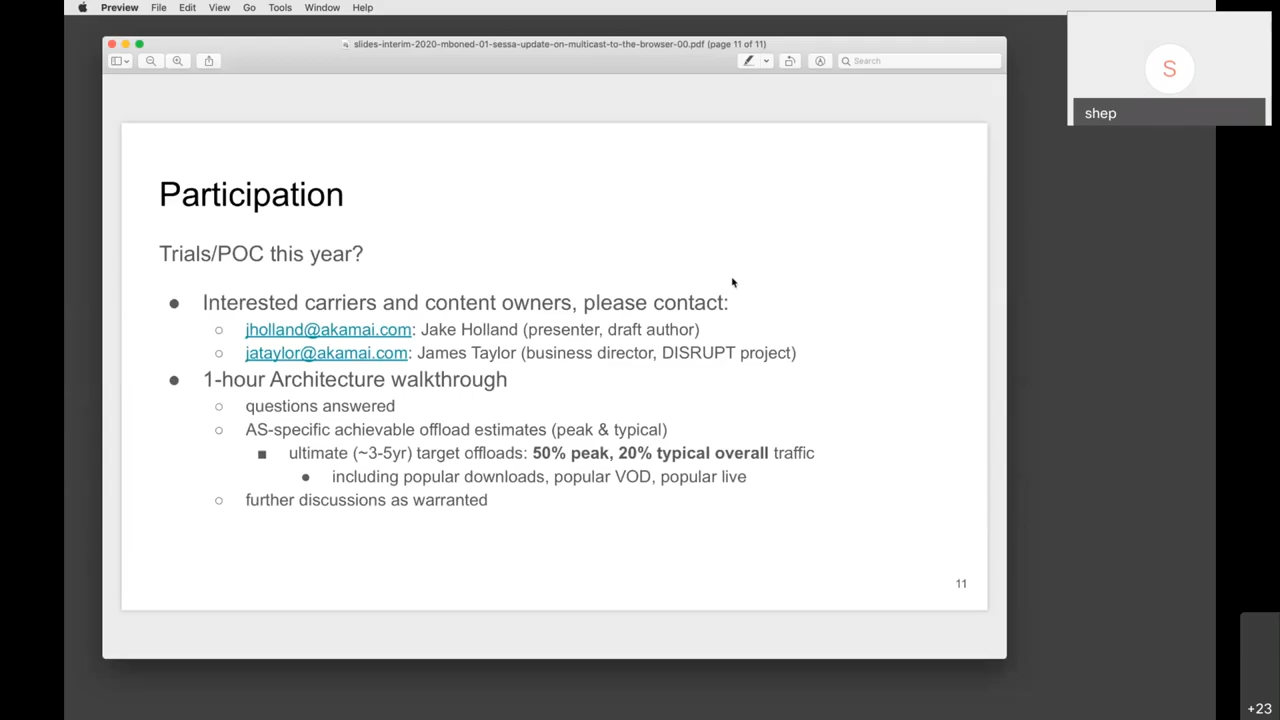 Preview File Edit View Go Tools Window Help
slides-interim-2020-mboned-01-sessa-update-on-multicast-to-the-browser-00.pdf (page 11 of 11)
Search
S
shep
Participation
Trials/POC this year?
● Interested carriers and content owners, please contact:
○ jholland@akamai.com: Jake Holland (presenter, draft author)
○ jataylor@akamai.com: James Taylor (business director, DISRUPT project)
● 1-hour Architecture walkthrough
○ questions answered
○ AS-specific achievable offload estimates (peak & typical)
■ ultimate (~3-5yr) target offloads: 50% peak, 20% typical overall traffic
● including popular downloads, popular VOD, popular live
○ further discussions as warranted
11
+23